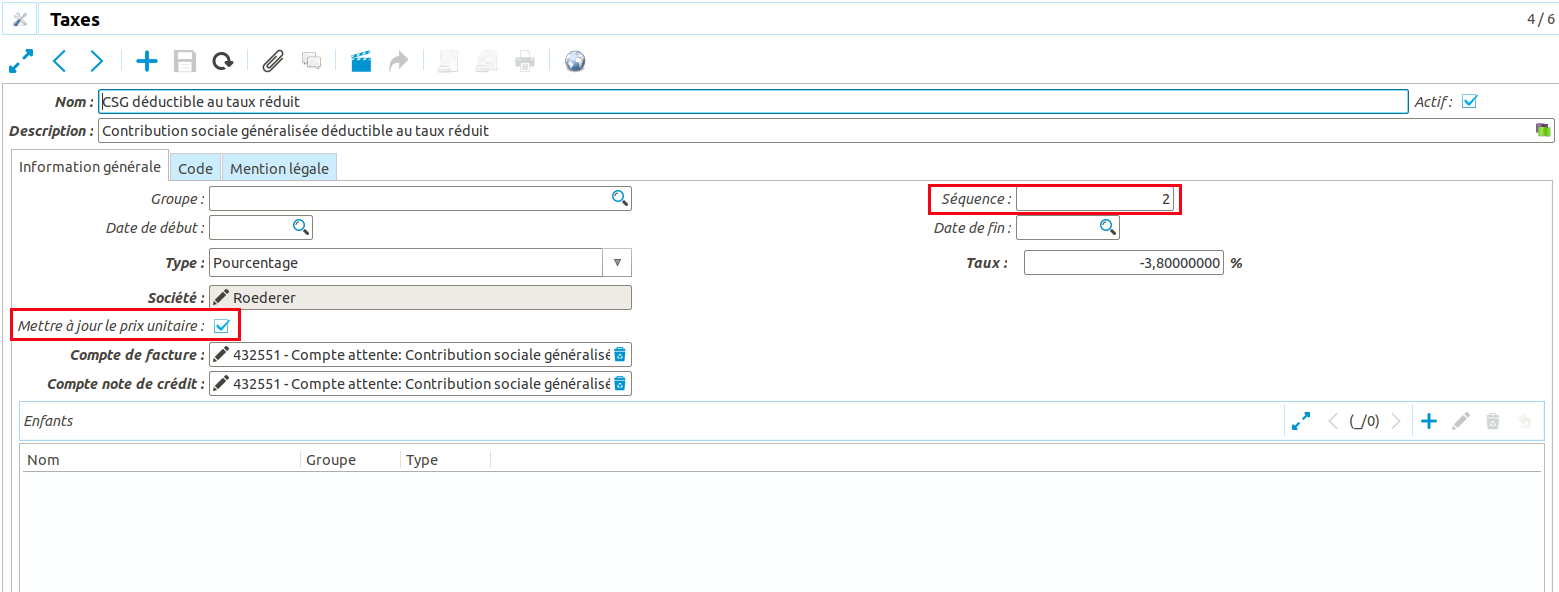 Taxes 4 / 6
Nom : CSG déductible au taux réduit Actif :
Description : Contribution sociale généralisée déductible au taux réduit
Information générale Code Mention légale
Groupe : Séquence : 2
Date de début : Date de fin :
Type : Pourcentage Taux : -3,80000000 %
Société : Roederer
Mettre à jour le prix unitaire :
Compte de facture : 432551 - Compte attente: Contribution sociale généralisé
Compte note de crédit : 432551 - Compte attente: Contribution sociale généralisé
Enfants (_/0)
Nom Groupe Type